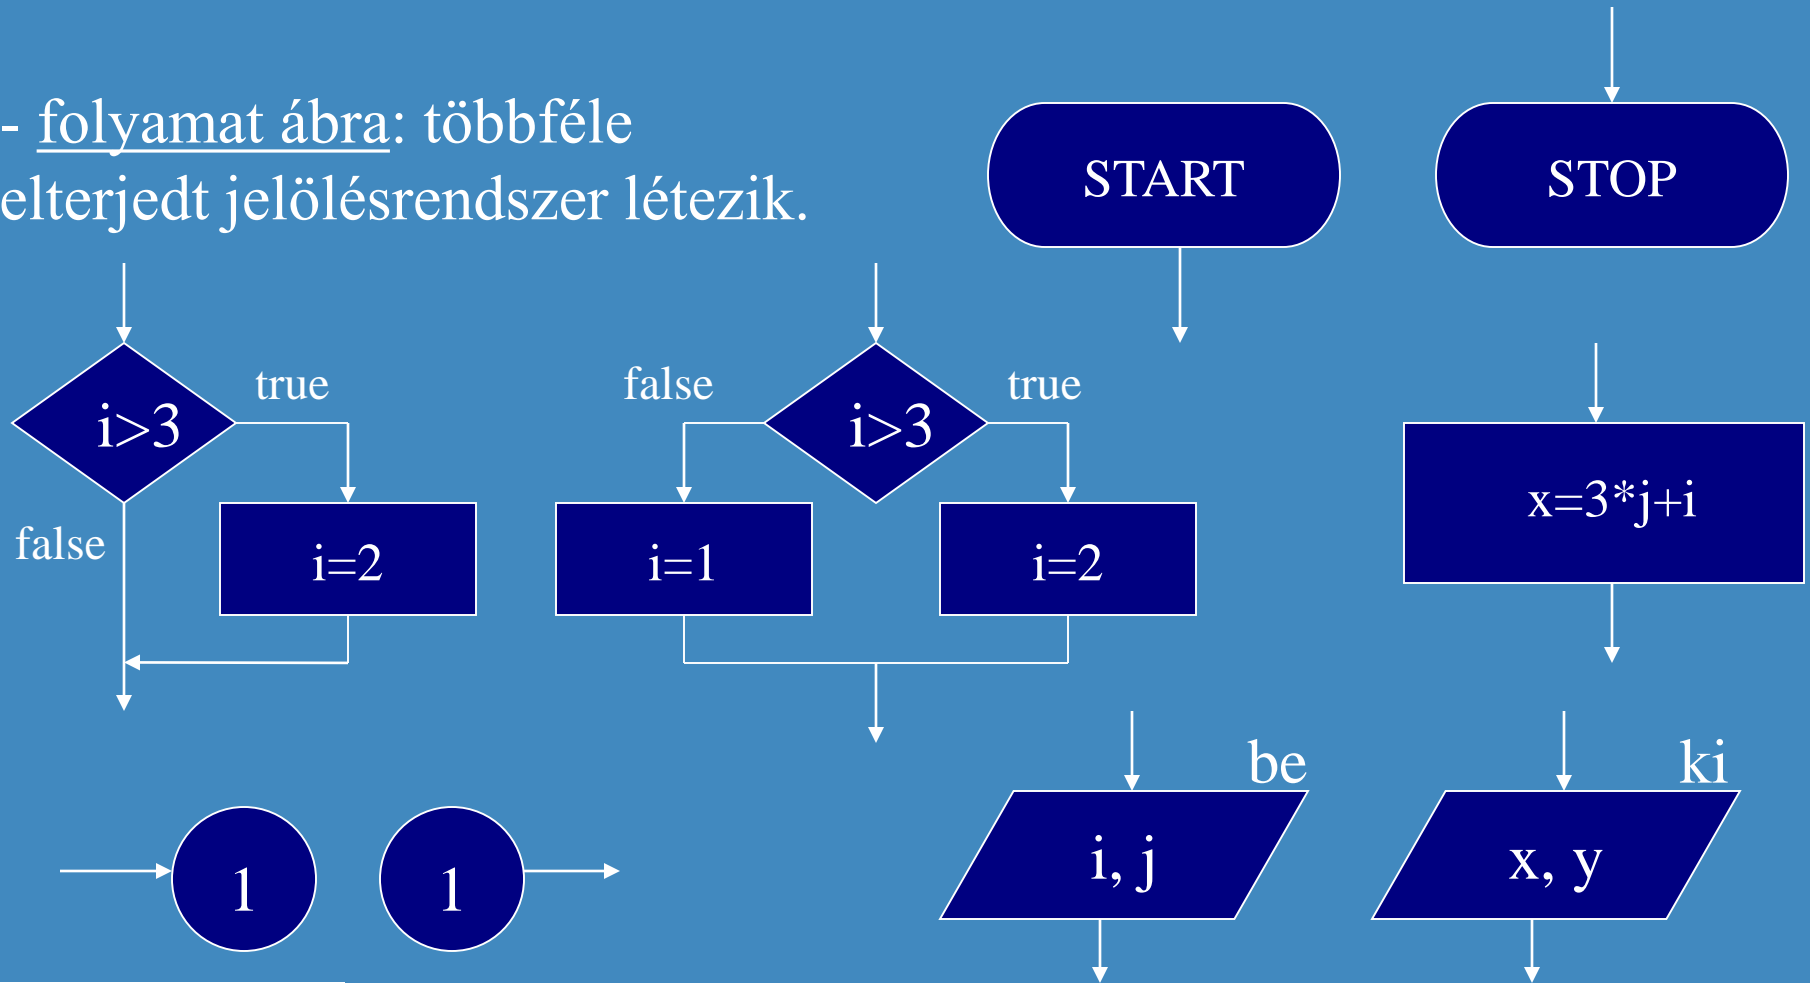 - folyamat ábra: többféle
elterjedt jelölésrendszer létezik.
START
STOP
i>3
true
false
i=2
false
i>3
true
i=1
i=2
x=3*j+i
be
i, j
ki
x, y
1
1